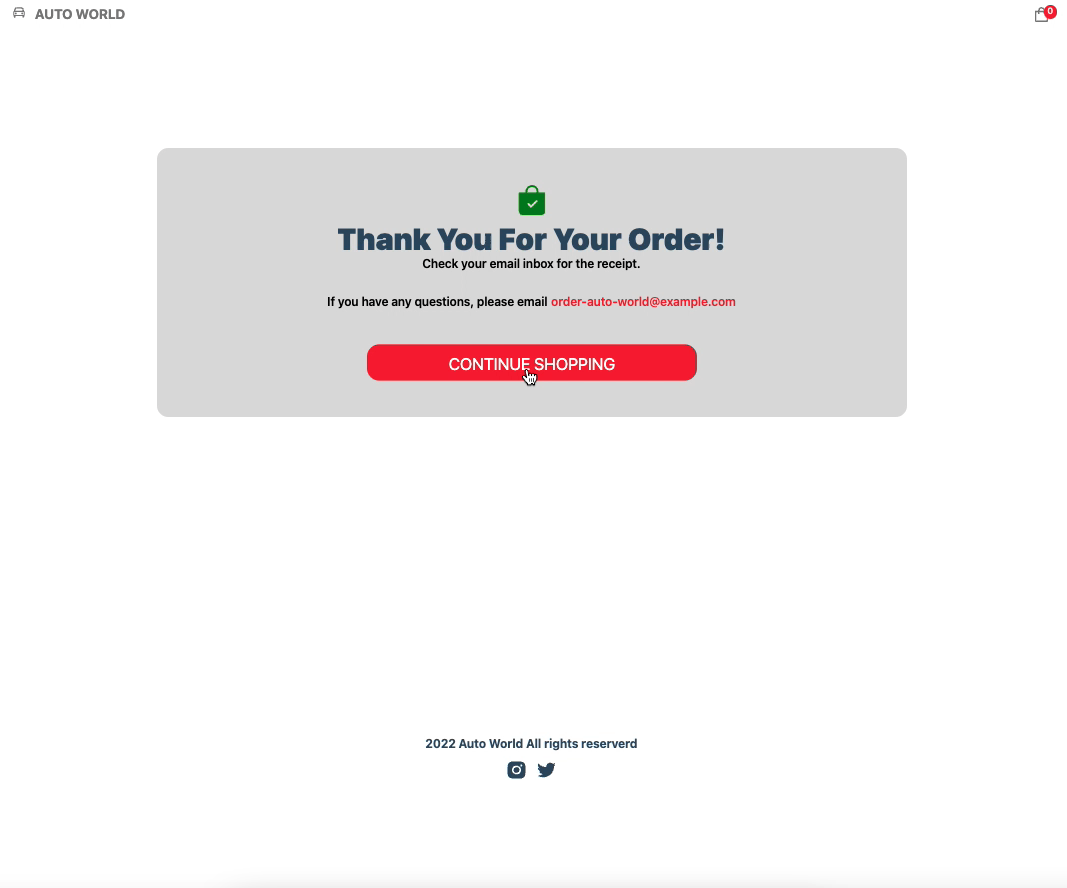 AUTO WORLD
0
Thank You For Your Order!
Check your email inbox for the receipt.
If you have any questions, please email order-auto-world@example.com
CONTINUE SHOPPING
2022 Auto World All rights reserverd